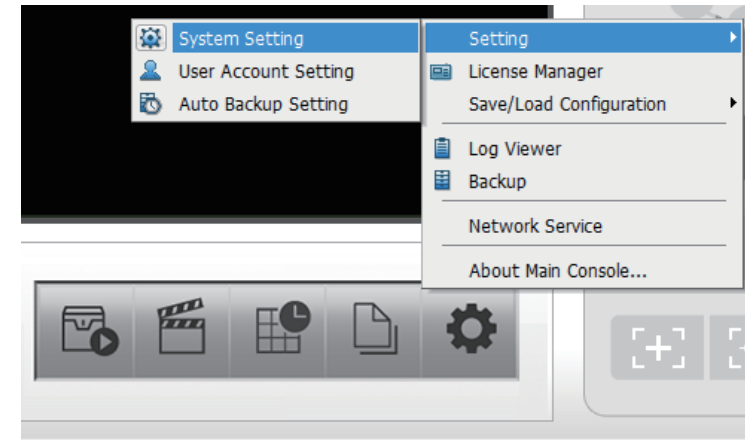 System Setting
User Account Setting
Auto Backup Setting
Setting
License Manager
Save/Load Configuration
Log Viewer
Backup
Network Service
About Main Console...